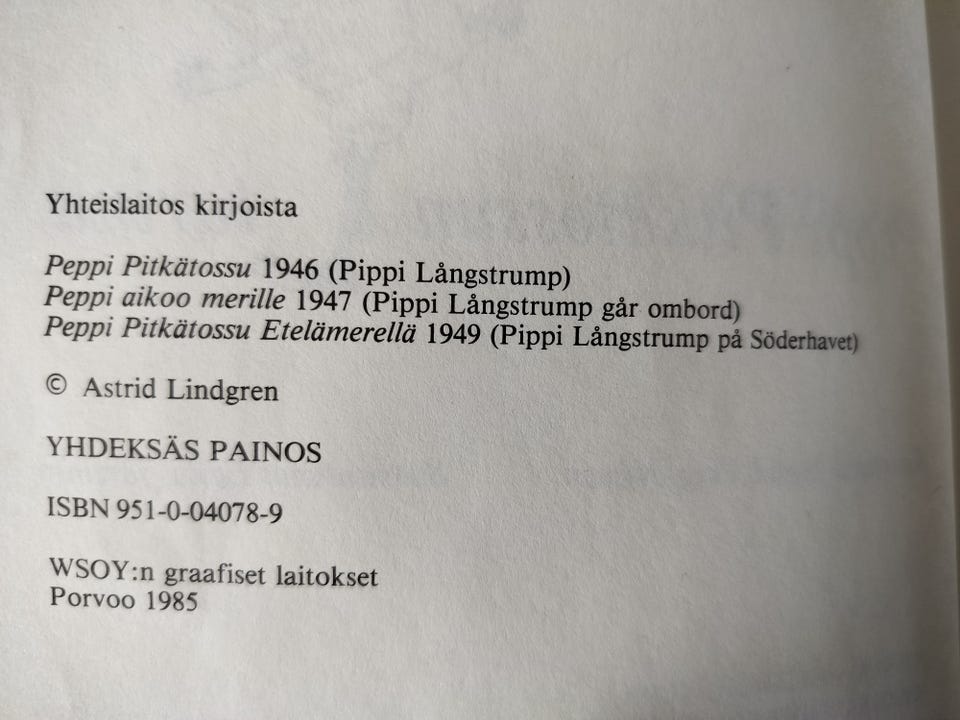 Yhteislaitos kirjoista
Peppi Pitkätossu 1946 (Pippi Långstrump)
Peppi aikoo merille 1947 (Pippi Långstrump går ombord)
Peppi Pitkätossu Etelämerellä 1949 (Pippi Långstrump på Söderhavet)
© Astrid Lindgren
YHDEKSÄS PAINOS
ISBN 951-0-04078-9
WSOY:n graafiset laitokset
Porvoo 1985